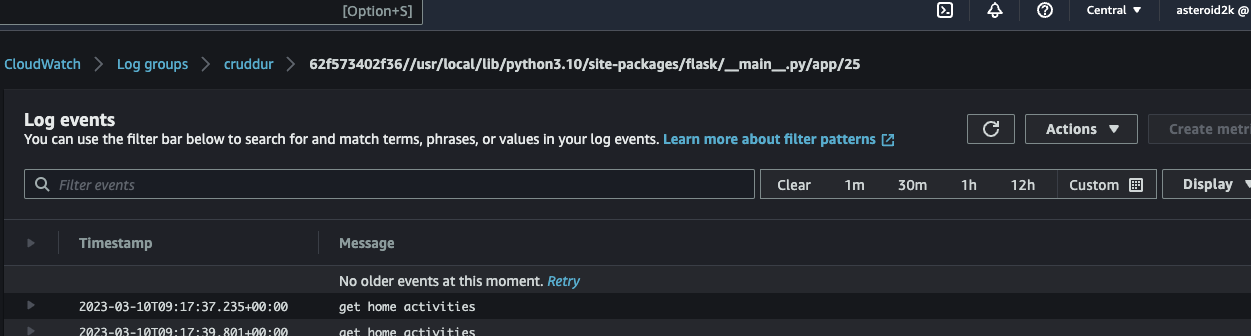 [Option+S]
Central ▼
asteroid2k @
CloudWatch > Log groups > cruddur > 62f573402f36//usr/local/lib/python3.10/site-packages/flask/__main__.py/app/25
Log events
You can use the filter bar below to search for and match terms, phrases, or values in your log events. Learn more about filter patterns
Actions ▼
Create metri
Filter events
Clear 1m 30m 1h 12h Custom
Display ▼
Timestamp Message
No older events at this moment. Retry
2023-03-10T09:17:37.235+00:00 get home activities
2023-03-10T09:17:39.801+00:00 get home activities